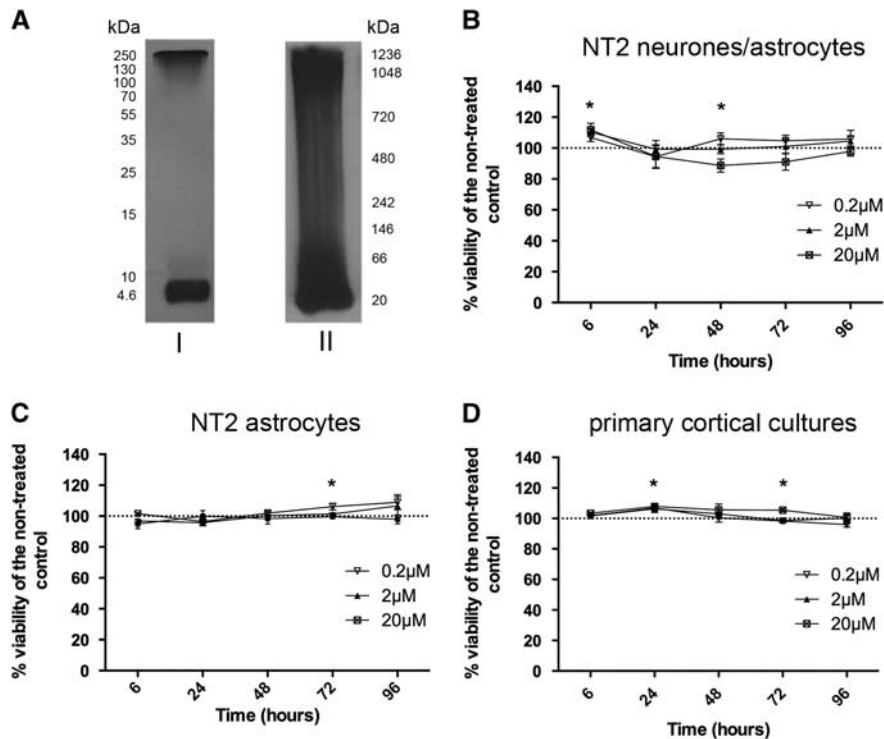 A
kDa
250
130
100
70
55
35
25
15
10
4.6
I
kDa
1236
1048
720
480
242
146
66
20
II
B
NT2 neurones/astrocytes
% viability of the non-treated
control
140
120
100
80
60
40
20
0
*
*
0.2µM
2µM
20µM
6
24
48
72
96
Time (hours)
C
NT2 astrocytes
% viability of the non-treated
control
140
120
100
80
60
40
20
0
*
0.2µM
2µM
20µM
6
24
48
72
96
Time (hours)
D
primary cortical cultures
% viability of the non-treated
control
140
120
100
80
60
40
20
0
*
*
0.2µM
2µM
20µM
6
24
48
72
96
Time (hours)